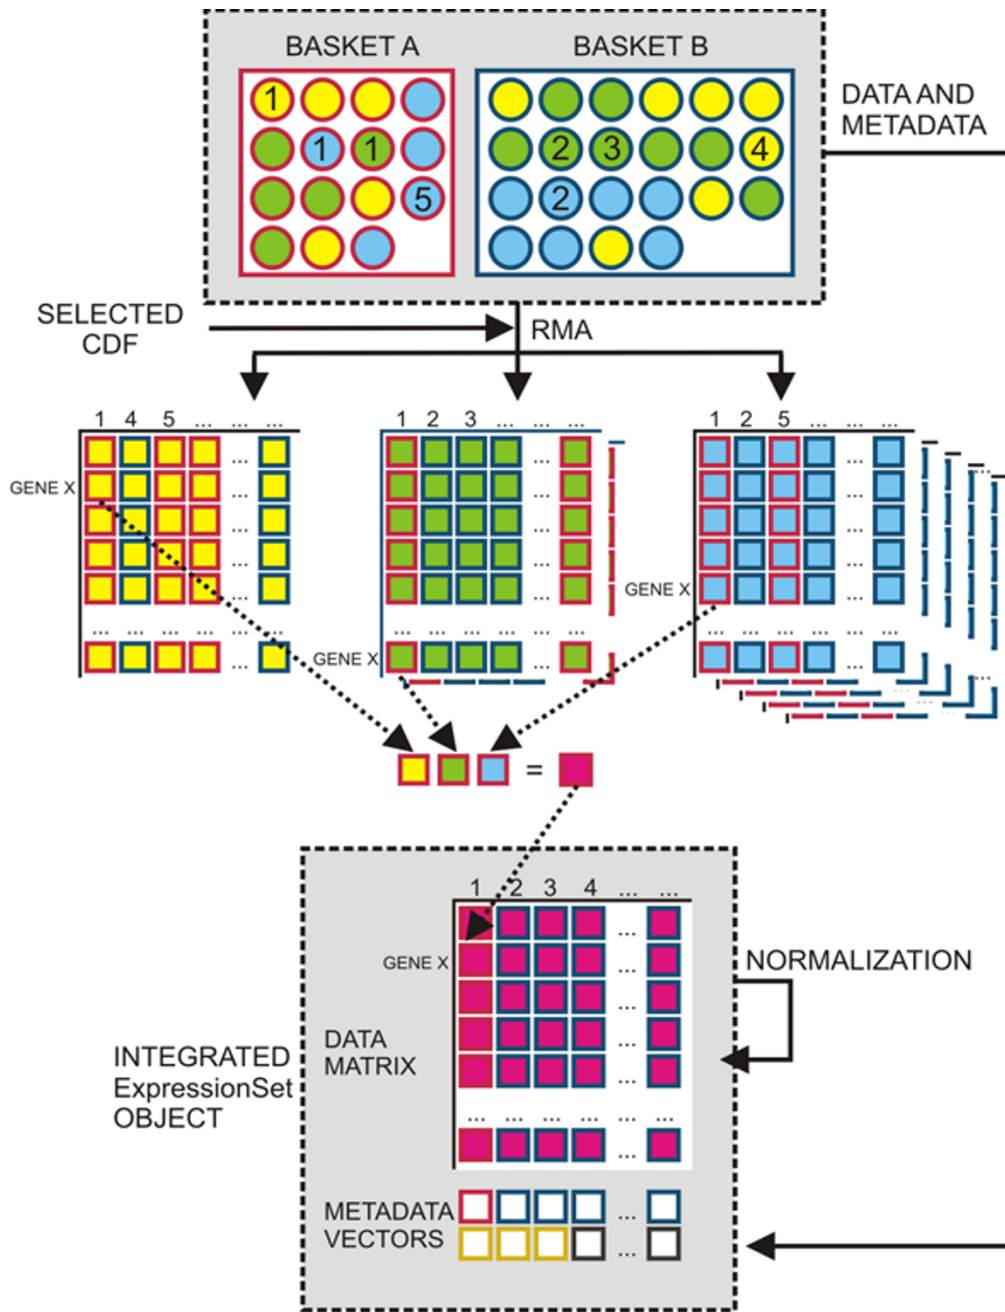 BASKET A
BASKET B
1
1 1
2 3 4
5
2
DATA AND
METADATA
SELECTED
CDF
RMA
1 4 5 ... ... ...
1 2 3 ... ... ...
1 2 5 ... ... ...
GENE X
...
...
...
...
...
... ... ... ... ... ...
...
GENE X
...
...
...
...
...
... ... ... ... ... ...
...
GENE X
...
...
...
...
...
... ... ... ... ... ...
...
=
1 2 3 4 ... ...
GENE X
...
...
...
...
...
... ... ... ... ... ...
...
NORMALIZATION
DATA
MATRIX
INTEGRATED
ExpressionSet
OBJECT
METADATA
VECTORS
...
...